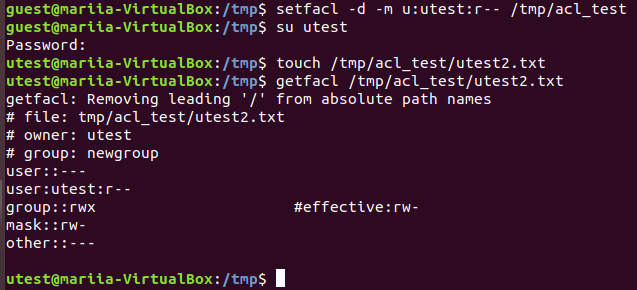 guest@mariia-VirtualBox:/tmp$ setfacl -d -m u:utest:r-- /tmp/acl_test
guest@mariia-VirtualBox:/tmp$ su utest
Password:
utest@mariia-VirtualBox:/tmp$ touch /tmp/acl_test/utest2.txt
utest@mariia-VirtualBox:/tmp$ getfacl /tmp/acl_test/utest2.txt
getfacl: Removing leading '/' from absolute path names
# file: tmp/acl_test/utest2.txt
# owner: utest
# group: newgroup
user::---
user:utest:r--
group::rwx                      #effective:rw-
mask::rw-
other::---
utest@mariia-VirtualBox:/tmp$